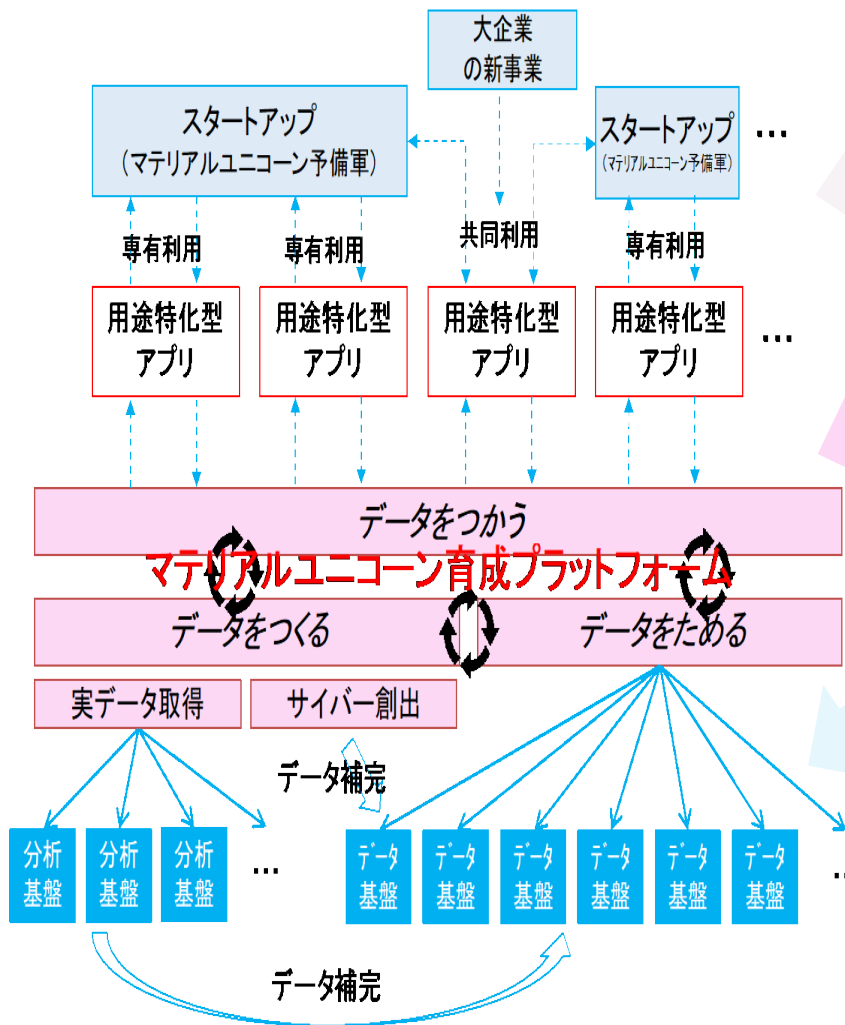 大企業
の新事業
スタートアップ
(マテリアルユニコーン予備軍)
スタートアップ
(マテリアルユニコーン予備軍)
…
専有利用
専有利用
共同利用
専有利用
用途特化型
アプリ
用途特化型
アプリ
用途特化型
アプリ
用途特化型
アプリ
…
データをつかう
マテリアルユニコーン育成プラットフォーム
データをつくる
データをためる
実データ取得
サイバー創出
データ補完
分析
基盤
分析
基盤
分析
基盤
…
データ
基盤
データ
基盤
データ
基盤
データ
基盤
データ
基盤
データ
基盤
…
データ補完